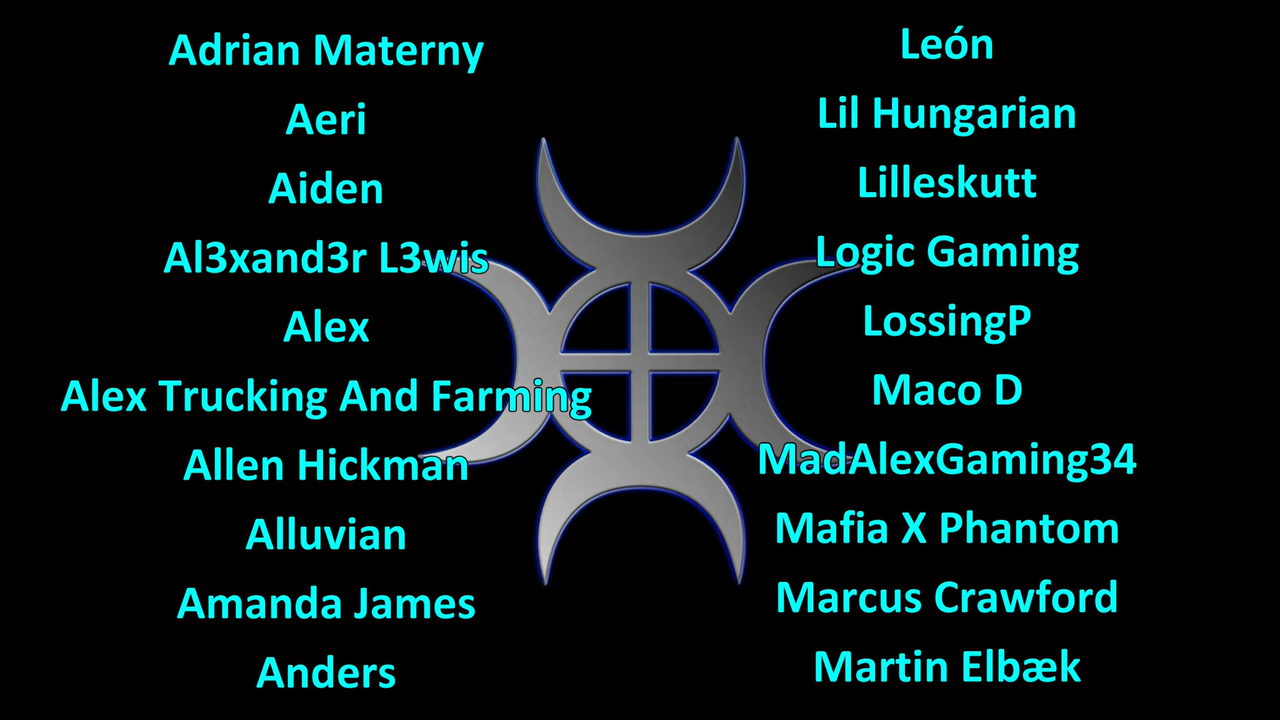 Adrian Materny
Aeri
Aiden
Al3xand3r L3wis
Alex
Alex Trucking And Farming
Allen Hickman
Alluvian
Amanda James
Anders
León
Lil Hungarian
Lilleskutt
Logic Gaming
LossingP
Maco D
MadAlexGaming34
Mafia X Phantom
Marcus Crawford
Martin Elbæk